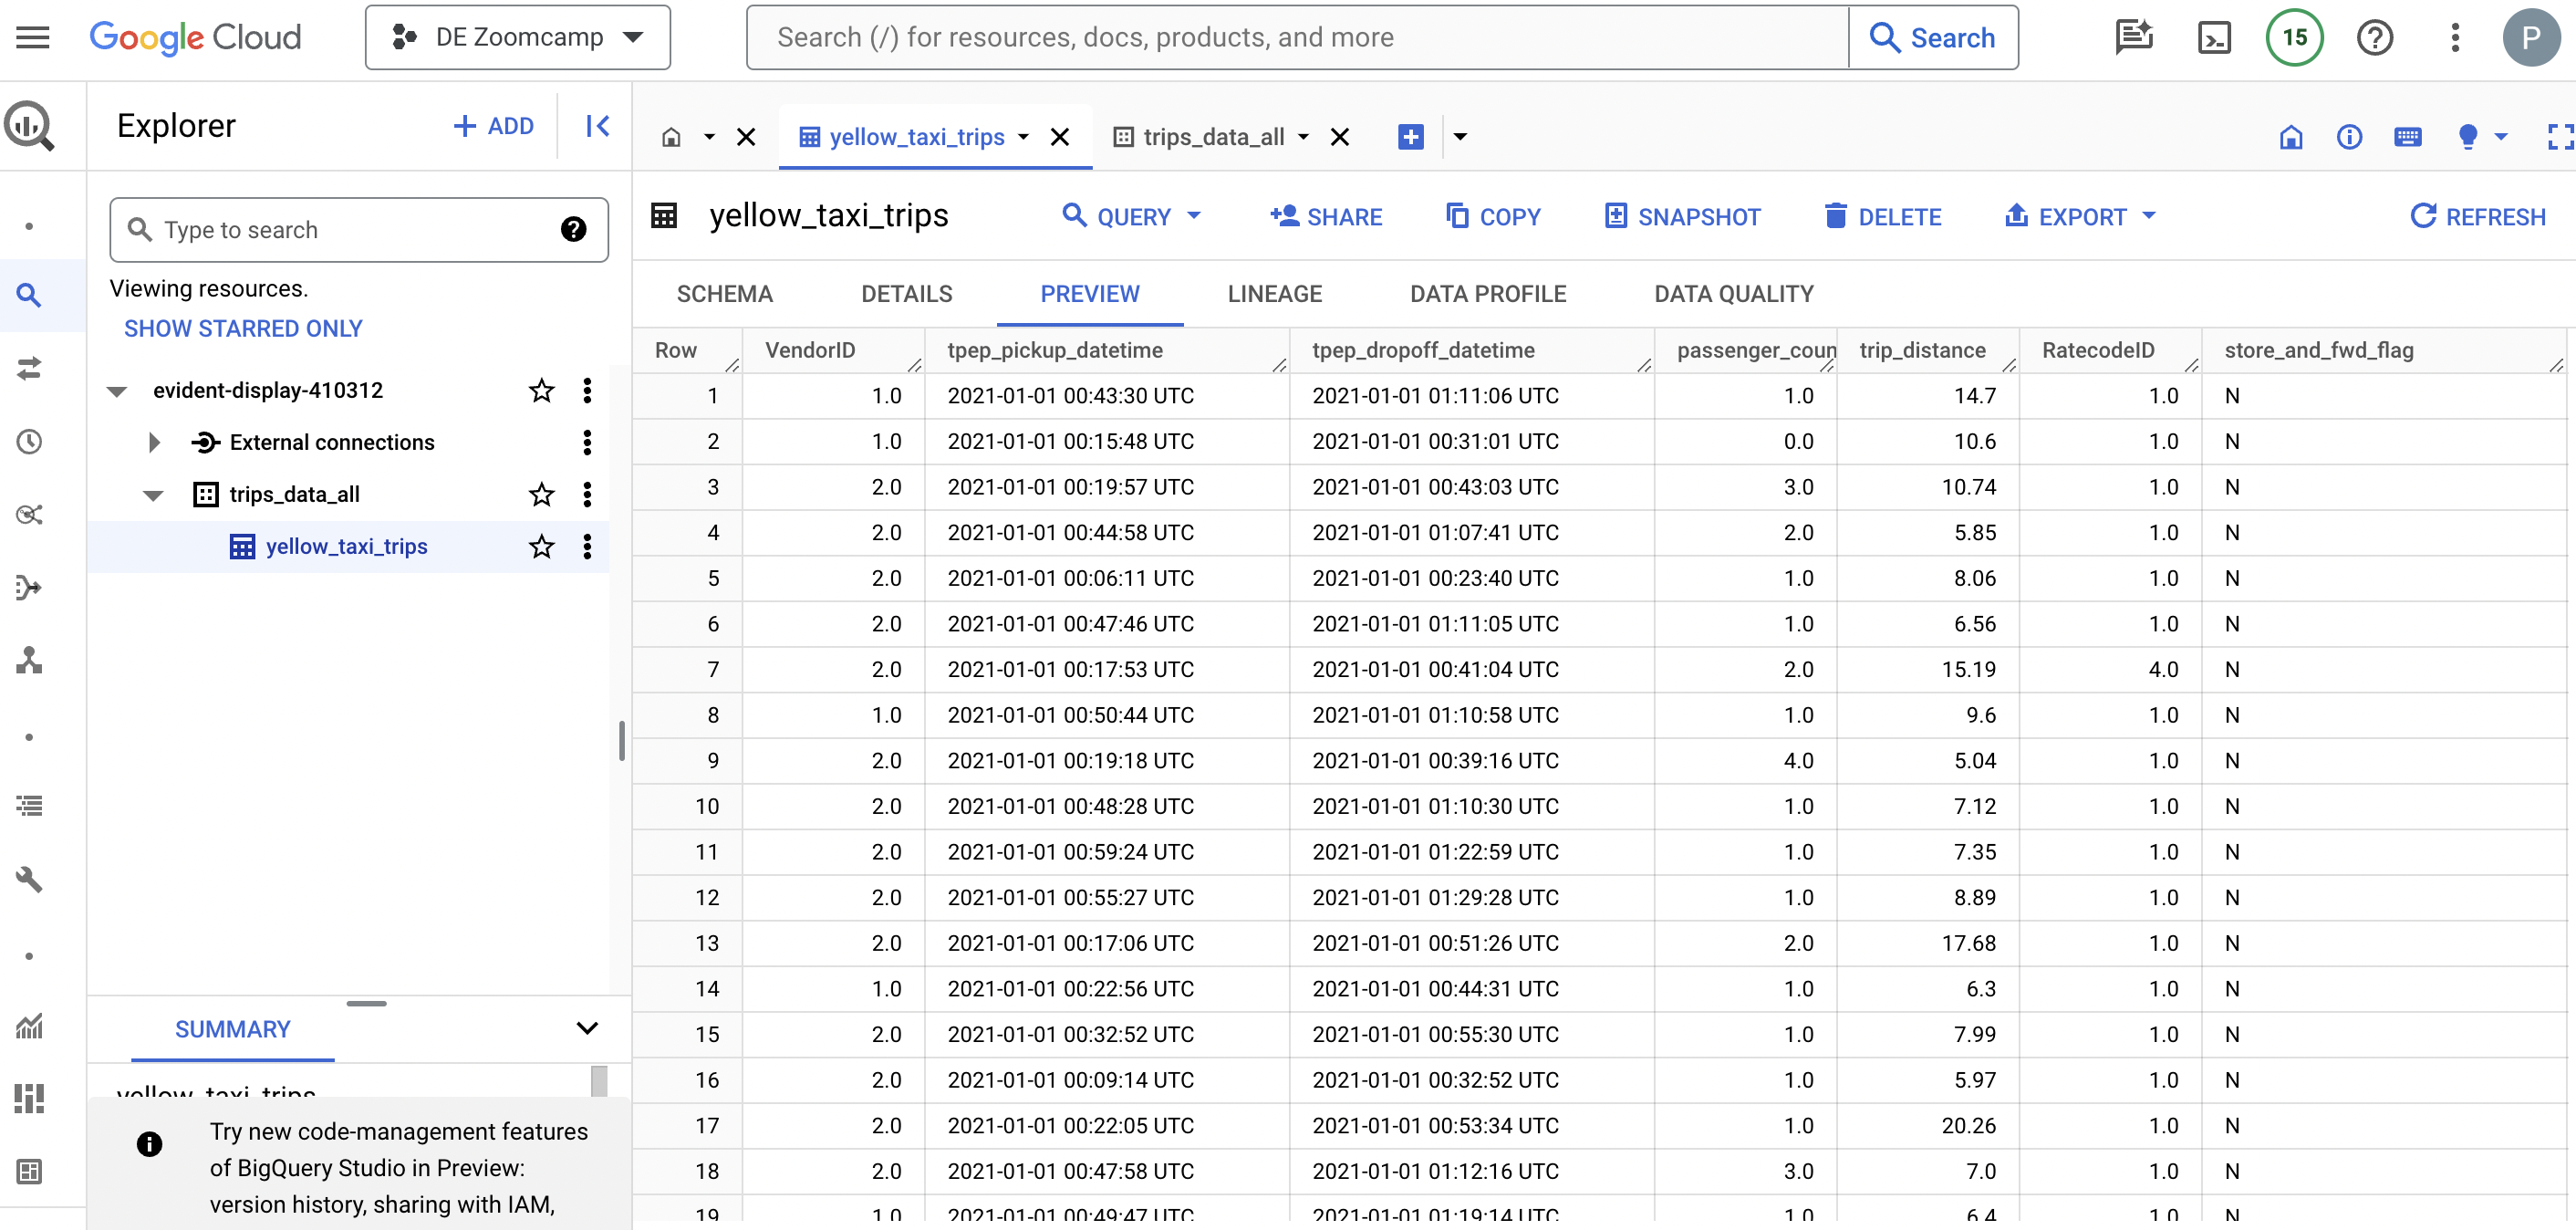 Google Cloud DE Zoomcamp Search (/) for resources, docs, products, and more Search 15 P
Explorer ADD
yellow_taxi_trips trips_data_all
Type to search
yellow_taxi_trips QUERY SHARE COPY SNAPSHOT DELETE EXPORT REFRESH
Viewing resources.
SHOW STARRED ONLY
SCHEMA DETAILS PREVIEW LINEAGE DATA PROFILE DATA QUALITY
evident-display-410312
External connections
trips_data_all
yellow_taxi_trips
Row VendorID tpep_pickup_datetime tpep_dropoff_datetime passenger_coun trip_distance RatecodeID store_and_fwd_flag
1 1.0 2021-01-01 00:43:30 UTC 2021-01-01 01:11:06 UTC 1.0 14.7 1.0 N
2 1.0 2021-01-01 00:15:48 UTC 2021-01-01 00:31:01 UTC 0.0 10.6 1.0 N
3 2.0 2021-01-01 00:19:57 UTC 2021-01-01 00:43:03 UTC 3.0 10.74 1.0 N
4 2.0 2021-01-01 00:44:58 UTC 2021-01-01 01:07:41 UTC 2.0 5.85 1.0 N
5 2.0 2021-01-01 00:06:11 UTC 2021-01-01 00:23:40 UTC 1.0 8.06 1.0 N
6 2.0 2021-01-01 00:47:46 UTC 2021-01-01 01:11:05 UTC 1.0 6.56 1.0 N
7 2.0 2021-01-01 00:17:53 UTC 2021-01-01 00:41:04 UTC 2.0 15.19 4.0 N
8 1.0 2021-01-01 00:50:44 UTC 2021-01-01 01:10:58 UTC 1.0 9.6 1.0 N
9 2.0 2021-01-01 00:19:18 UTC 2021-01-01 00:39:16 UTC 4.0 5.04 1.0 N
10 2.0 2021-01-01 00:48:28 UTC 2021-01-01 01:10:30 UTC 1.0 7.12 1.0 N
11 2.0 2021-01-01 00:59:24 UTC 2021-01-01 01:22:59 UTC 1.0 7.35 1.0 N
12 2.0 2021-01-01 00:55:27 UTC 2021-01-01 01:29:28 UTC 1.0 8.89 1.0 N
13 2.0 2021-01-01 00:17:06 UTC 2021-01-01 00:51:26 UTC 2.0 17.68 1.0 N
14 1.0 2021-01-01 00:22:56 UTC 2021-01-01 00:44:31 UTC 1.0 6.3 1.0 N
15 2.0 2021-01-01 00:32:52 UTC 2021-01-01 00:55:30 UTC 1.0 7.99 1.0 N
16 2.0 2021-01-01 00:09:14 UTC 2021-01-01 00:32:52 UTC 1.0 5.97 1.0 N
17 2.0 2021-01-01 00:22:05 UTC 2021-01-01 00:53:34 UTC 1.0 20.26 1.0 N
18 2.0 2021-01-01 00:47:58 UTC 2021-01-01 01:12:16 UTC 3.0 7.0 1.0 N
19 1.0 2021-01-01 00:49:47 UTC 2021-01-01 01:19:14 UTC 1.0 6.4 1.0 N
SUMMARY
yellow_taxi_trips
Try new code-management features
of BigQuery Studio in Preview:
version history, sharing with IAM,